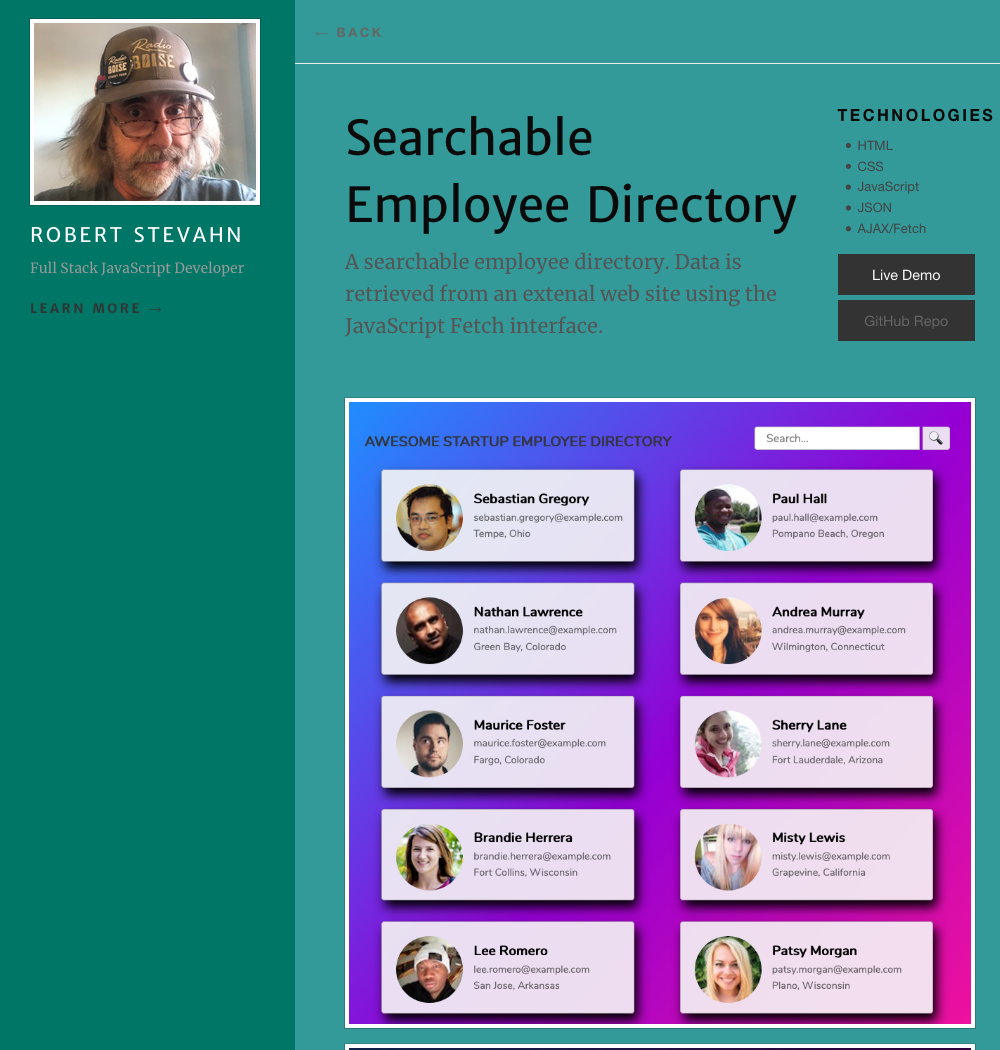 Radio
BOISE
Radio
BOISE
ROBERT STEVAHN
Full Stack JavaScript Developer
LEARN MORE →
← BACK
Searchable
Employee Directory
A searchable employee directory. Data is
retrieved from an extenal web site using the
JavaScript Fetch interface.
TECHNOLOGIES
• HTML
• CSS
• JavaScript
• JSON
• AJAX/Fetch
Live Demo
GitHub Repo
AWESOME STARTUP EMPLOYEE DIRECTORY
Search...
Sebastian Gregory
sebastian.gregory@example.com
Tempe, Ohio
Paul Hall
paul.hall@example.com
Pompano Beach, Oregon
Nathan Lawrence
nathan.lawrence@example.com
Green Bay, Colorado
Andrea Murray
andrea.murray@example.com
Wilmington, Connecticut
Maurice Foster
maurice.foster@example.com
Fargo, Colorado
Sherry Lane
sherry.lane@example.com
Fort Lauderdale, Arizona
Brandie Herrera
brandie.herrera@example.com
Fort Collins, Wisconsin
Misty Lewis
misty.lewis@example.com
Grapevine, California
Lee Romero
lee.romero@example.com
San Jose, Arkansas
Patsy Morgan
patsy.morgan@example.com
Plano, Wisconsin